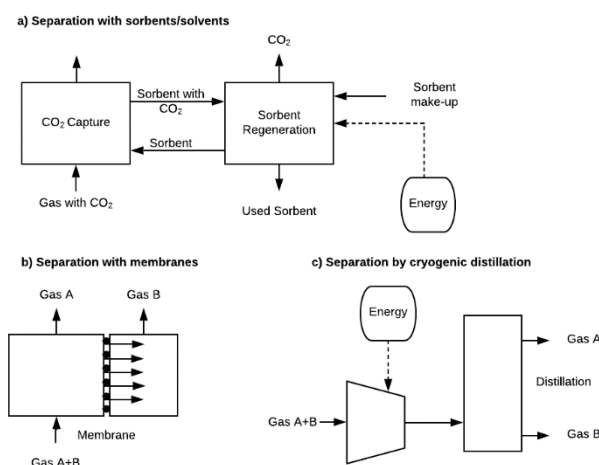 a) Separation with sorbents/solvents
CO2
Sorbent with
CO2
CO2 Capture
Sorbent
Regeneration
Sorbent
make-up
Sorbent
Gas with CO2
Used Sorbent
Energy
b) Separation with membranes
Gas A
Gas B
Membrane
Gas A+B
c) Separation by cryogenic distillation
Energy
Gas A+B
Gas A
Distillation
Gas B